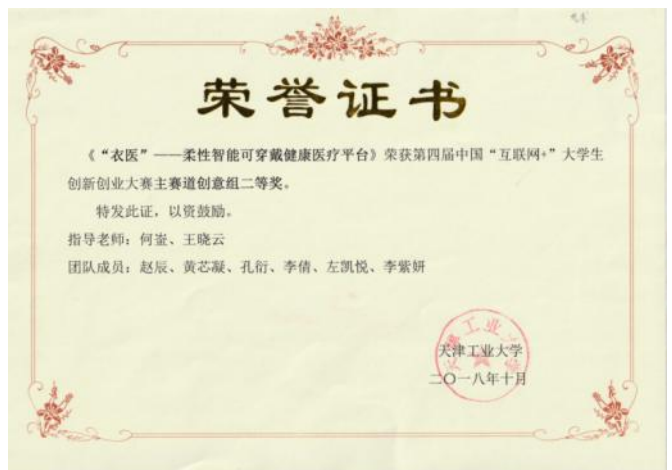 荣誉证书
《“衣医”——柔性智能可穿戴健康医疗平台》荣获第四届中国“互联网+”大学生
创新创业大赛主赛道创意组二等奖。
特发此证，以资鼓励。
指导老师：何崟、王晓云
团队成员：赵辰、黄芯凝、孔衍、李倩、左凯悦、李紫妍
天津工业大学
二〇一八年十月